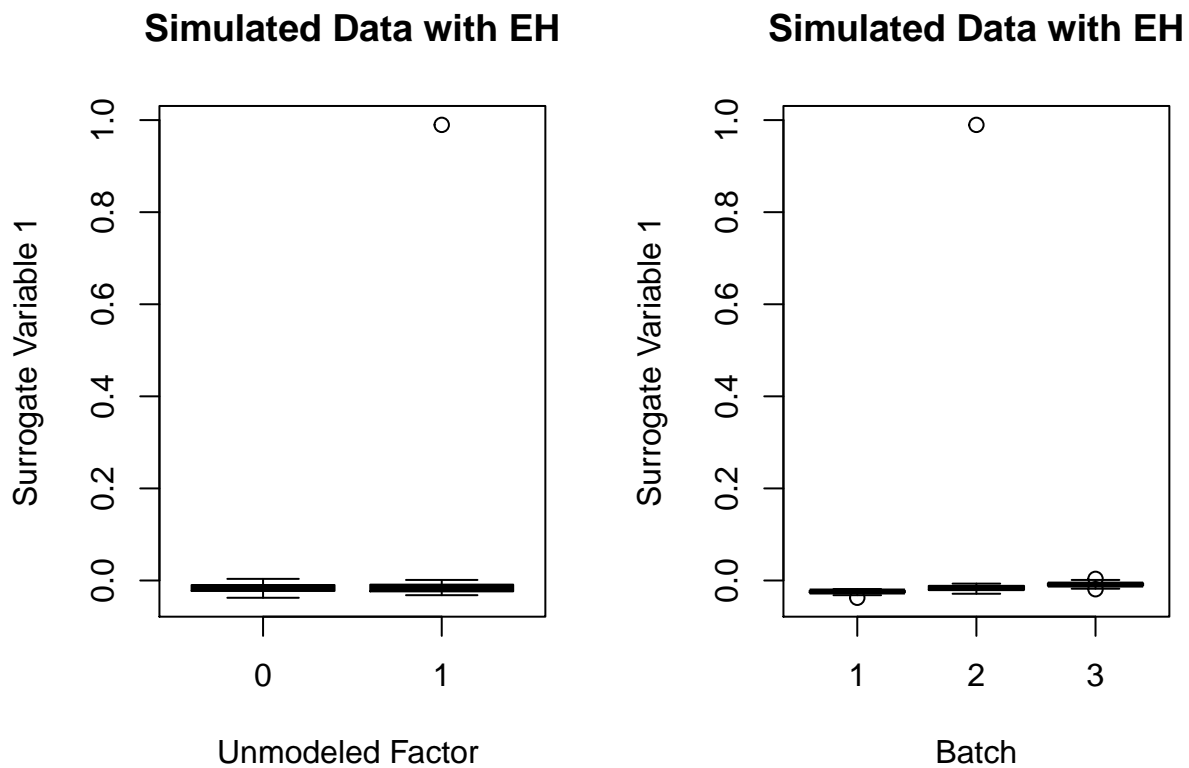 Simulated Data with EH
Surrogate Variable 1
1.0
0.8
0.6
0.4
0.2
0.0
0 1
Unmodeled Factor
Simulated Data with EH
Surrogate Variable 1
1.0
0.8
0.6
0.4
0.2
0.0
1 2 3
Batch